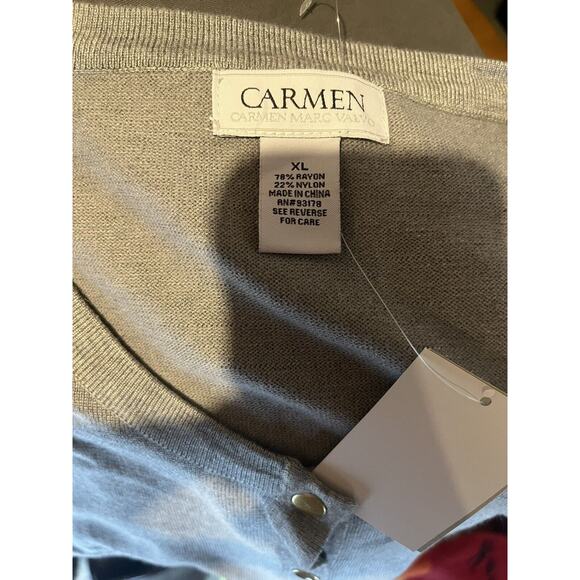 CARMEN
CARMEN MARC VALVO
XL
78% RAYON
22% NYLON
MADE IN CHINA
RN#93178
SEE REVERSE
FOR CARE